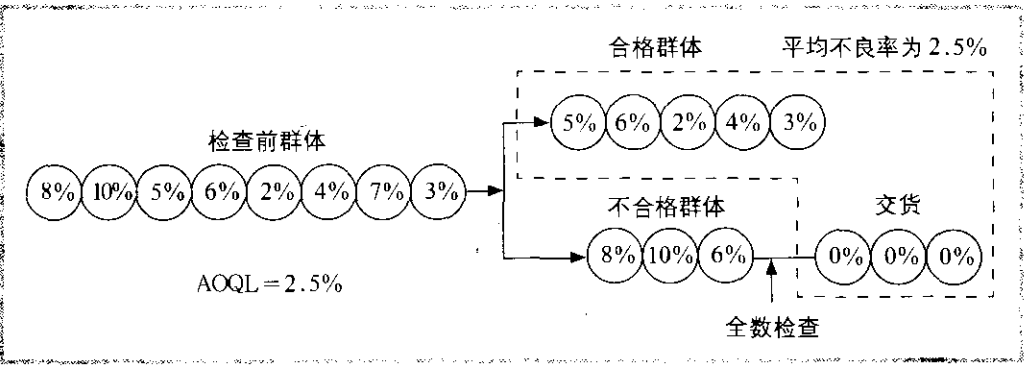 合格群体 平均不良率为2.5%
5% 6% 2% 4% 3%
检查前群体
8% 10% 5% 6% 2% 4% 7% 3%
不合格群体 交货
8% 10% 6% 0% 0% 0%
AOQL=2.5%
全数检查